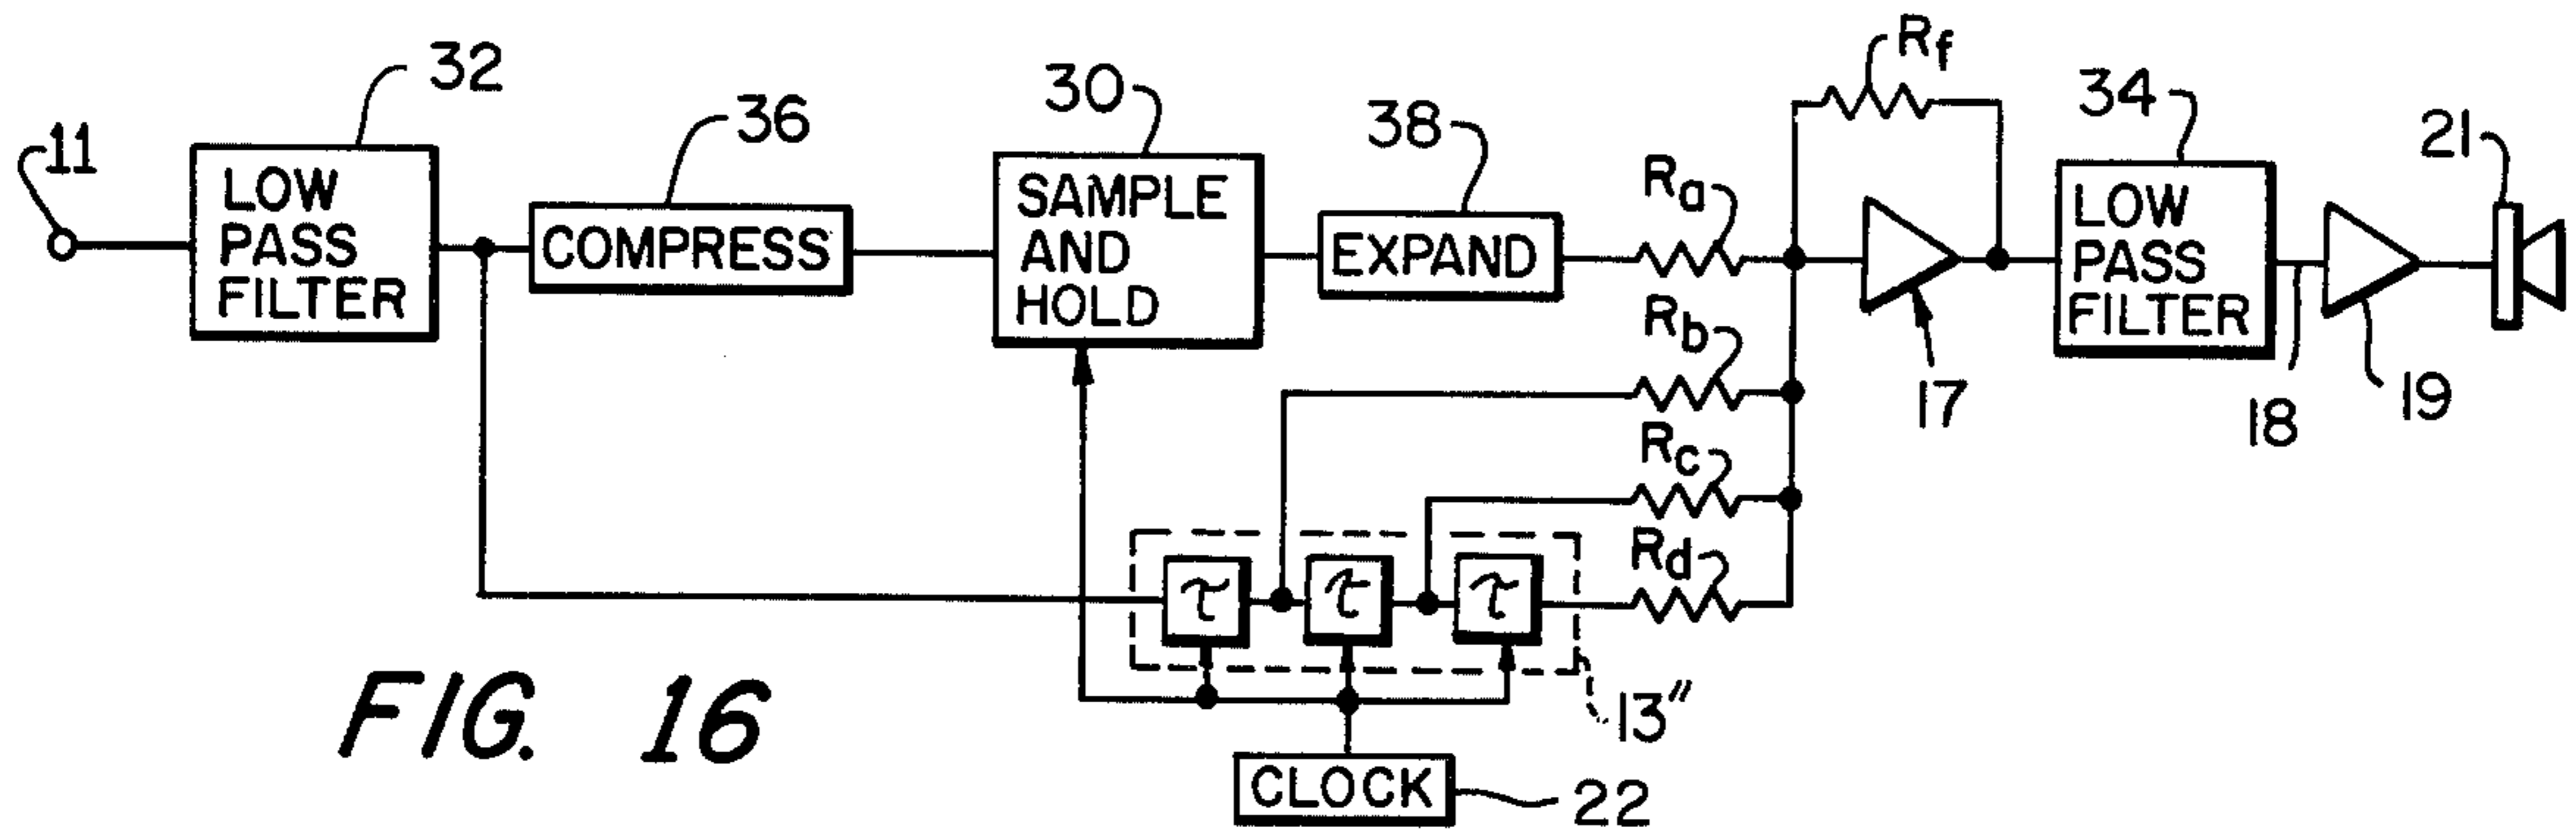 11
32
LOW
PASS
FILTER
36
COMPRESS
30
SAMPLE
AND
HOLD
38
EXPAND
Ra
Rb
Rc
Rd
Rf
17
34
LOW
PASS
FILTER
18
19
21
τ τ τ
13"
CLOCK
22
FIG. 16